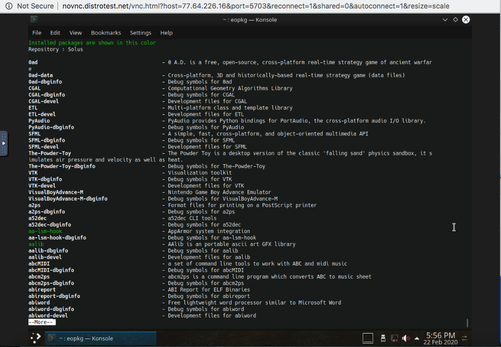 Not Secure | novnc.distrotest.net/vnc.html?host=77.64.226.16&port=5703&reconnect=1&shared=0&autoconnect=1&resize=scale
~ : eopkg — Konsole
File Edit View Bookmarks Settings Help
Installed packages are shown in this color
Repository : Solus
0ad - 0 A.D. is a free, open-source, cross-platform real-time strategy game of ancient warfar
e
0ad-data - Cross-platform, 3D and historically-based real-time strategy game (data files)
0ad-dbginfo - Debug symbols for 0ad
CGAL - Computational Geometry Algorithms Library
CGAL-dbginfo - Debug symbols for CGAL
CGAL-devel - Development files for CGAL
ETL - Multi-platform class and template library
ETL-devel - Development files for ETL
PyAudio - PyAudio provides Python bindings for PortAudio, the cross-platform audio I/O library.
PyAudio-dbginfo - Debug symbols for PyAudio
SFML - A simple, fast, cross-platform, and object-oriented multimedia API
SFML-dbginfo - Debug symbols for SFML
SFML-devel - Development files for SFML
The-Powder-Toy - The Powder Toy is a desktop version of the classic 'falling sand' physics sandbox, it s
imulates air pressure and velocity as well as heat.
The-Powder-Toy-dbginfo - Debug symbols for The-Powder-Toy
VTK - Visualization toolkit
VTK-dbginfo - Debug symbols for VTK
VTK-devel - Development files for VTK
VisualBoyAdvance-M - Nintendo Game Boy Advance Emulator
VisualBoyAdvance-M-dbginfo - Debug symbols for VisualBoyAdvance-M
a2ps - Format files for printing on a PostScript printer
a2ps-dbginfo - Debug symbols for a2ps
a52dec - a52dec CLI tools
a52dec-dbginfo - Debug symbols for a52dec
aa-lsm-hook - AppArmor system integration
aa-lsm-hook-dbginfo - Debug symbols for aa-lsm-hook
aalib - AAlib is am portable ascii art GFX library
aalib-dbginfo - Debug symbols for aalib
aalib-devel - Development files for aalib
abcMIDI - a set of command line tools to work with ABC and midi music
abcMIDI-dbginfo - Debug symbols for abcMIDI
abcm2ps - abcm2ps is a command line program which converts ABC to music sheet
abcm2ps-dbginfo - Debug symbols for abcm2ps
abireport - ABI Report for ELF Binaries
abireport-dbginfo - Debug symbols for abireport
abiword - Free lightweight word processor similar to Microsoft Word
abiword-dbginfo - Debug symbols for abiword
abiword-devel - Development files for abiword
--More--
~ : eopkg — Konsole
5:56 PM
22 Feb 2020